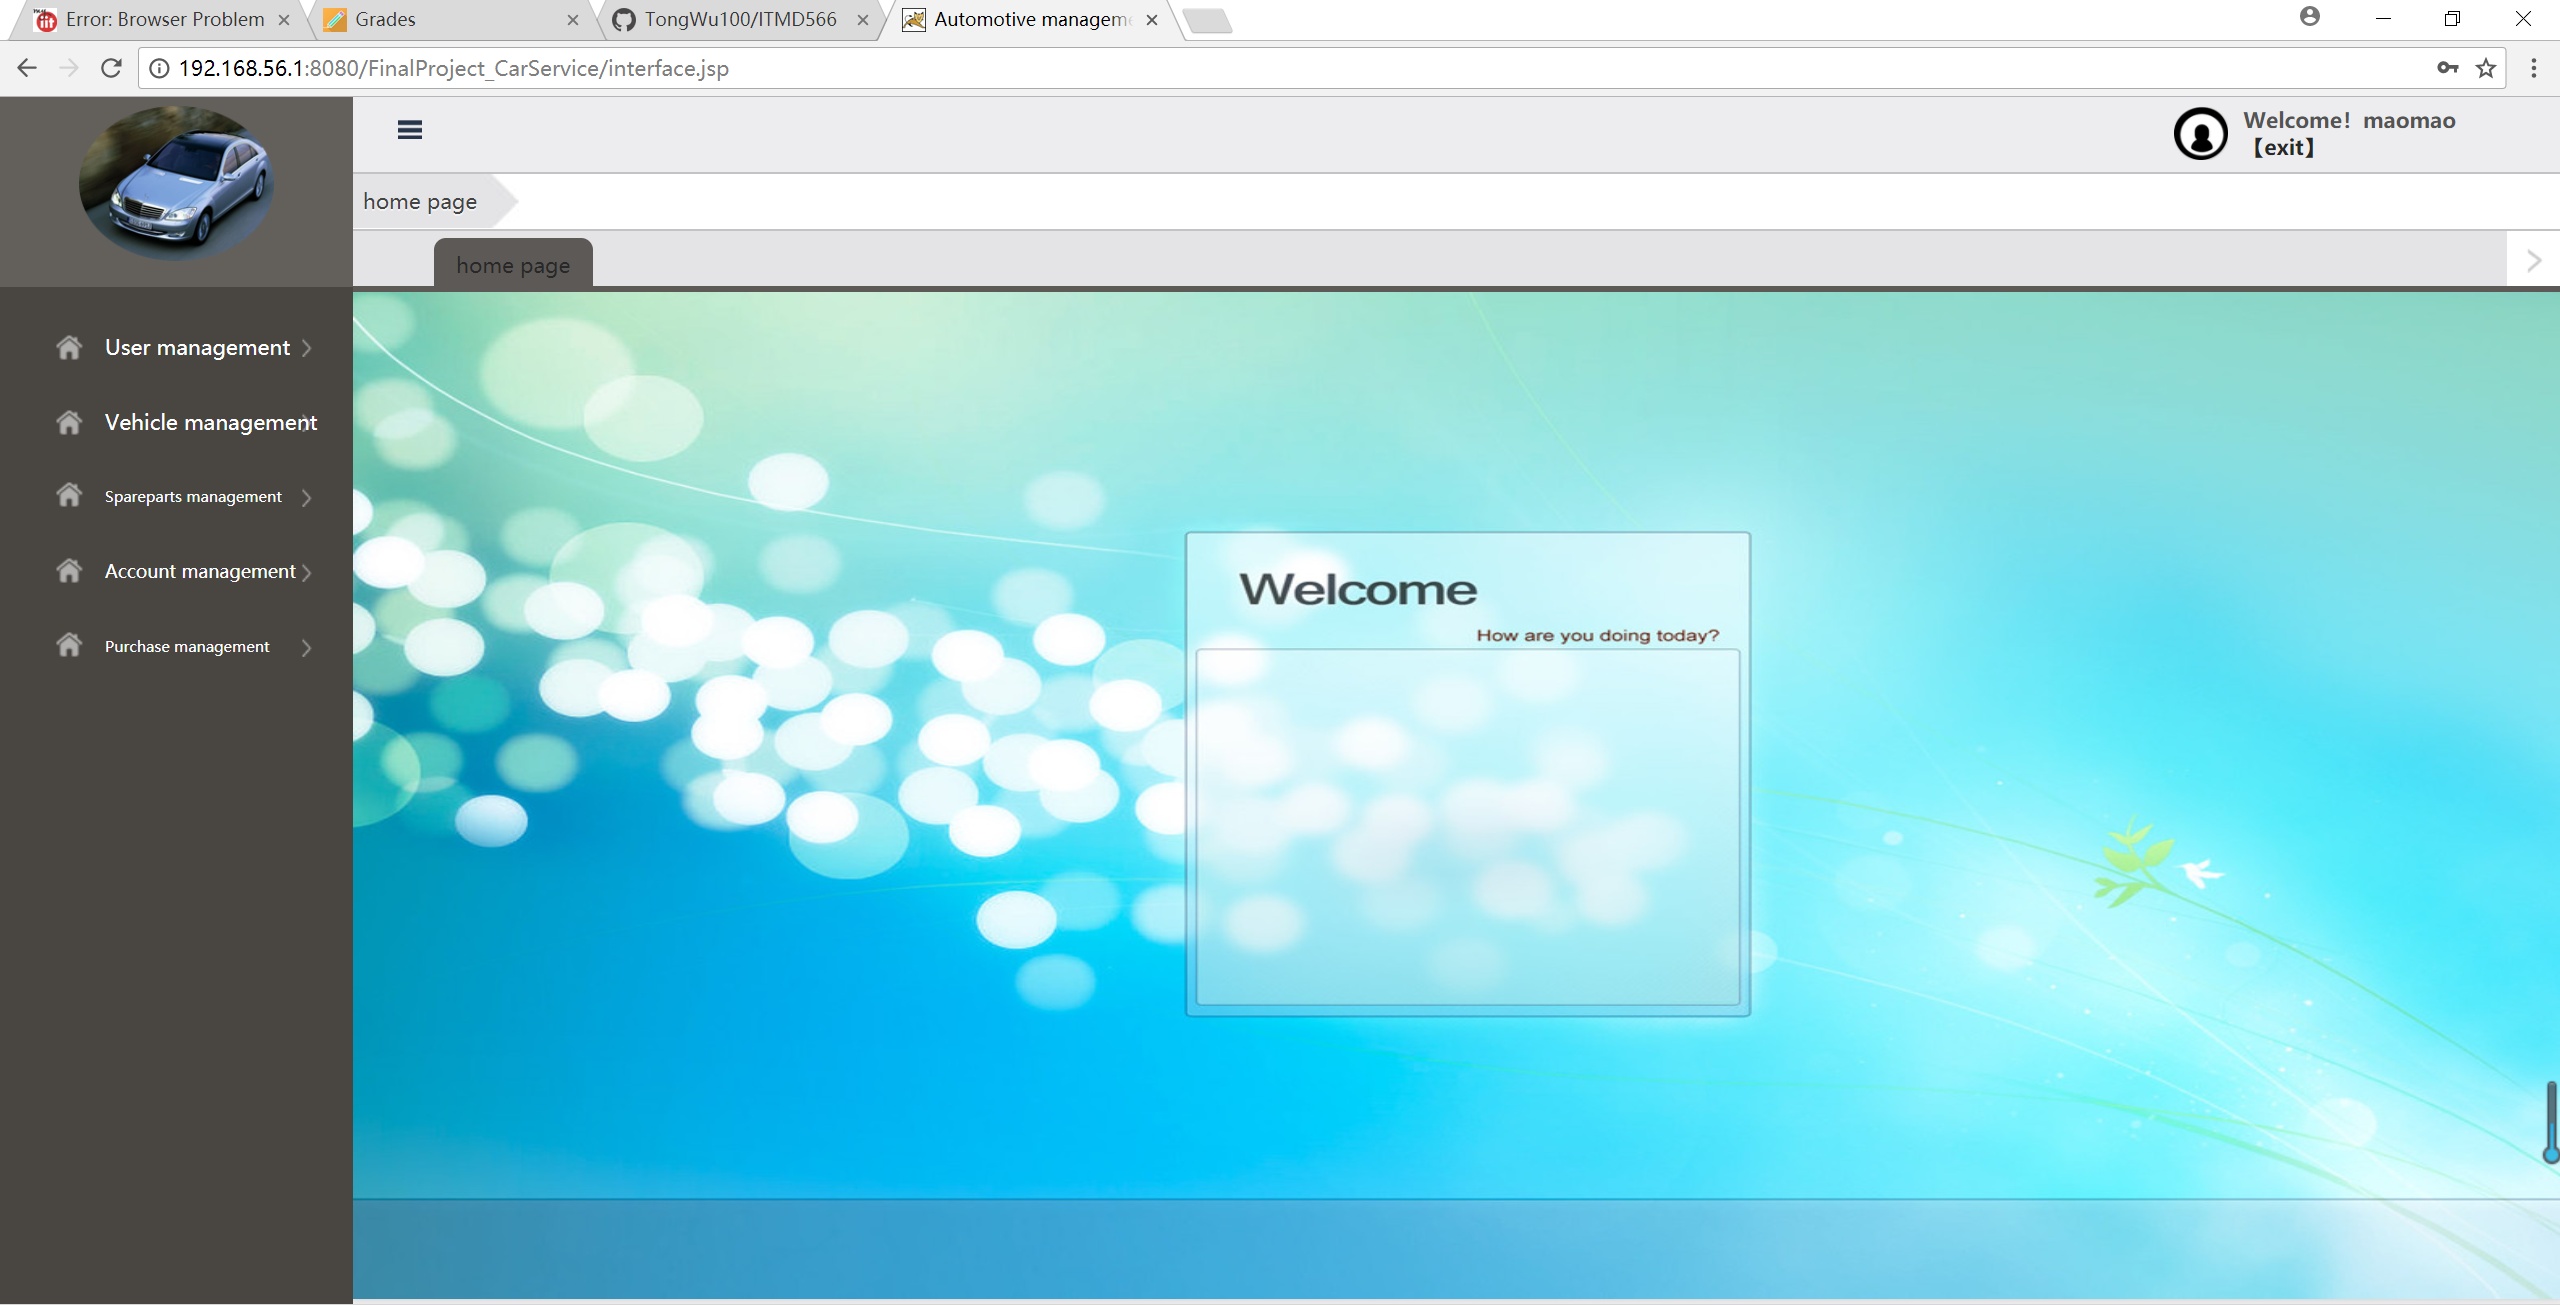 Error: Browser Problem
Grades
TongWu100/ITMD566
Automotive managem
192.168.56.1:8080/FinalProject_CarService/interface.jsp
Welcome！maomao
【exit】
home page
home page
User management
Vehicle management
Spareparts management
Account management
Purchase management
Welcome
How are you doing today?